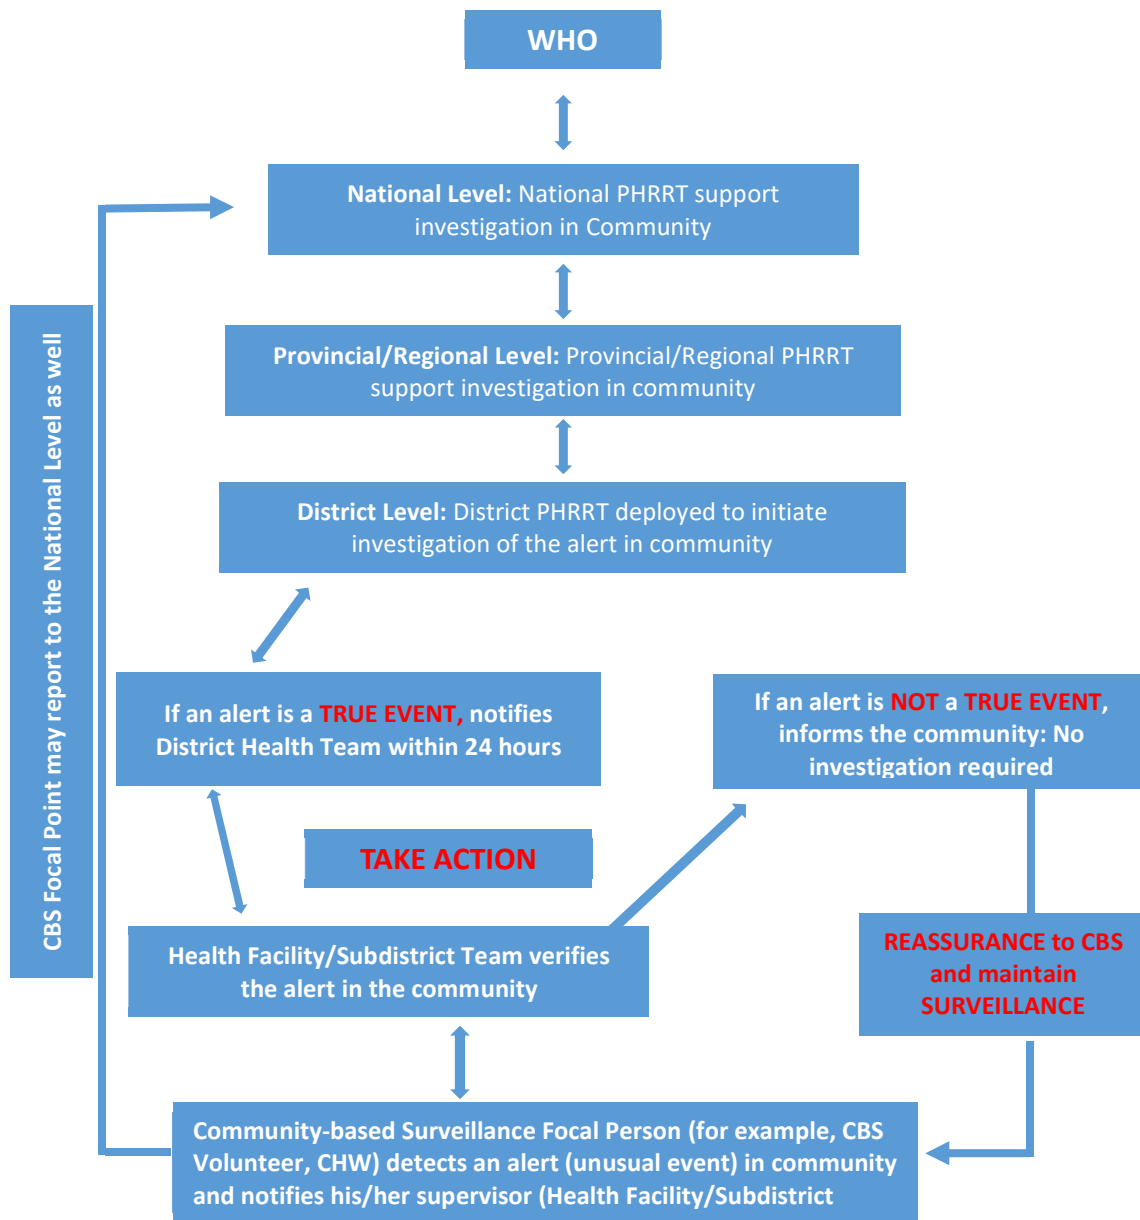 WHO
National Level: National PHRRT support
investigation in Community
Provincial/Regional Level: Provincial/Regional PHRRT
support investigation in community
District Level: District PHRRT deployed to initiate
investigation of the alert in community
CBS Focal Point may report to the National Level as well
If an alert is a TRUE EVENT, notifies
District Health Team within 24 hours
If an alert is NOT a TRUE EVENT,
informs the community: No
investigation required
TAKE ACTION
Health Facility/Subdistrict Team verifies
the alert in the community
REASSURANCE to CBS
and maintain
SURVEILLANCE
Community-based Surveillance Focal Person (for example, CBS
Volunteer, CHW) detects an alert (unusual event) in community
and notifies his/her supervisor (Health Facility/Subdistrict